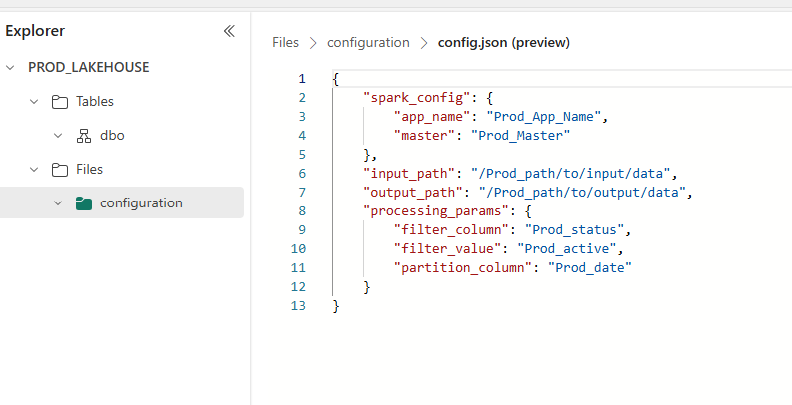 Explorer
PROD_LAKEHOUSE
Tables
dbo
Files
configuration
Files > configuration > config.json (preview)
1 {
2 "spark_config": {
3 "app_name": "Prod_App_Name",
4 "master": "Prod_Master"
5 },
6 "input_path": "/Prod_path/to/input/data",
7 "output_path": "/Prod_path/to/output/data",
8 "processing_params": {
9 "filter_column": "Prod_status",
10 "filter_value": "Prod_active",
11 "partition_column": "Prod_date"
12 }
13 }